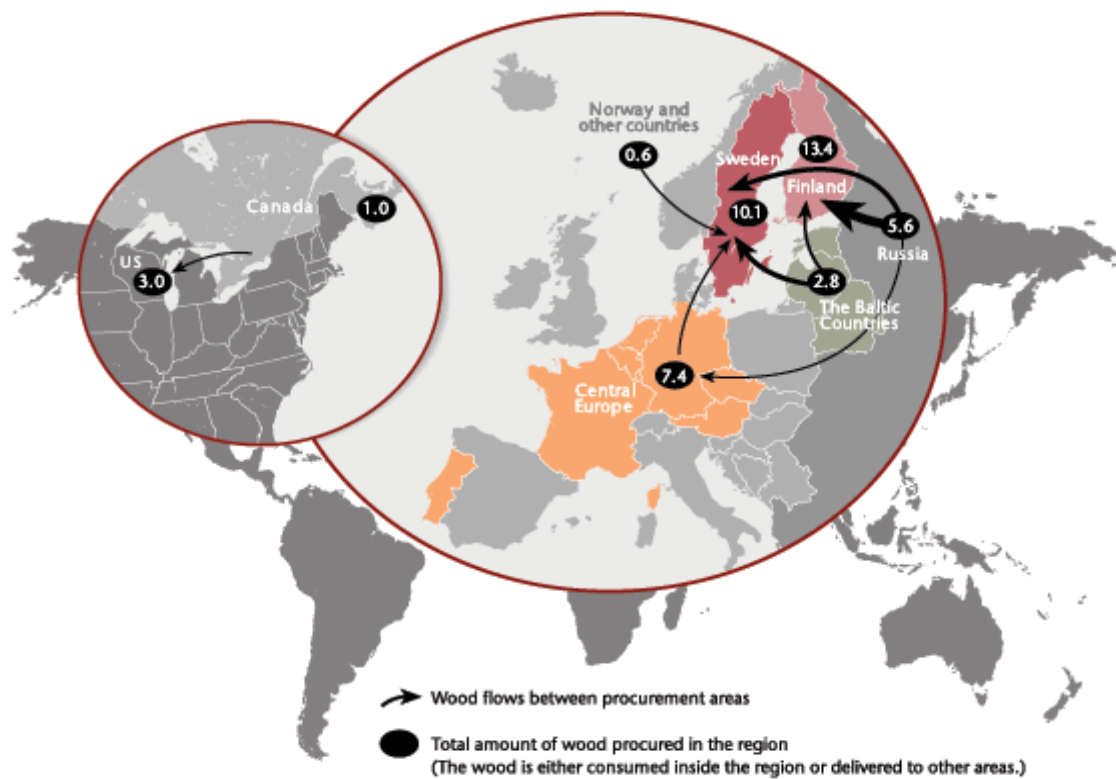 Norway and
other countries
0.6
Sweden
13.4
Finland
10.1
5.6
Russia
2.8
The Baltic
Countries
7.4
Central
Europe
Canada
1.0
US
3.0
Wood flows between procurement areas
Total amount of wood procured in the region
(The wood is either consumed inside the region or delivered to other areas.)